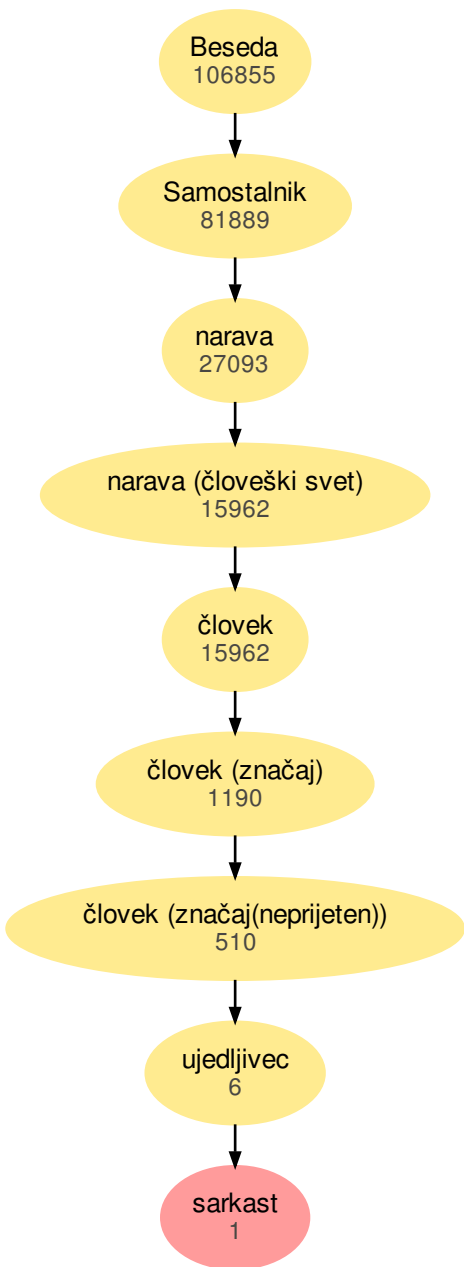 Beseda
106855
Samostalnik
81889
narava
27093
narava (človeški svet)
15962
človek
15962
človek (značaj)
1190
človek (značaj(neprijeten))
510
ujedljivec
6
sarkast
1